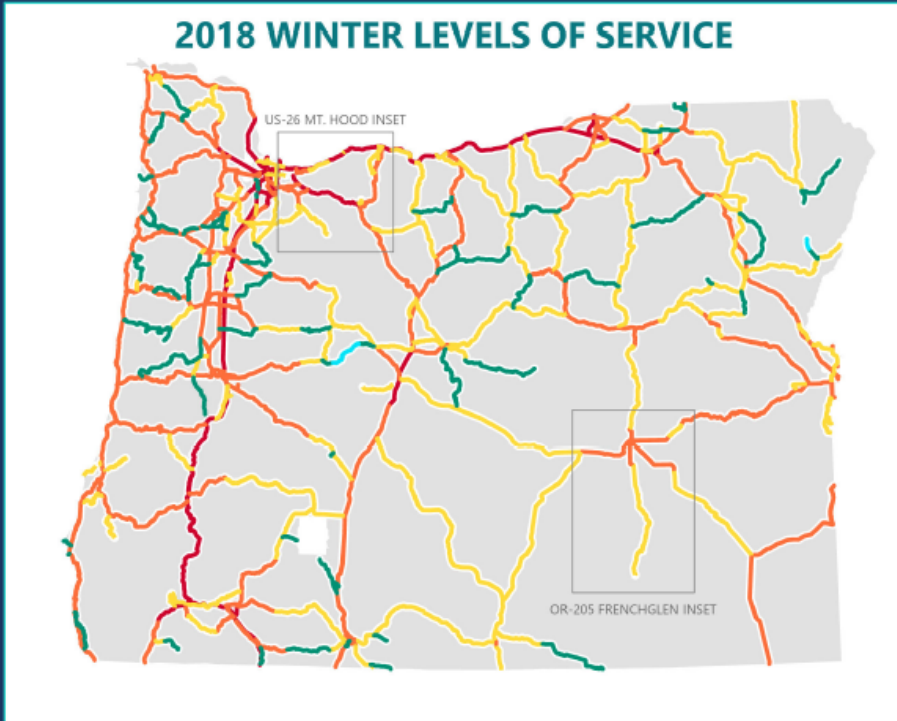 2018 WINTER LEVELS OF SERVICE
US-26 MT. HOOD INSET
OR-205 FRENCHGLEN INSET